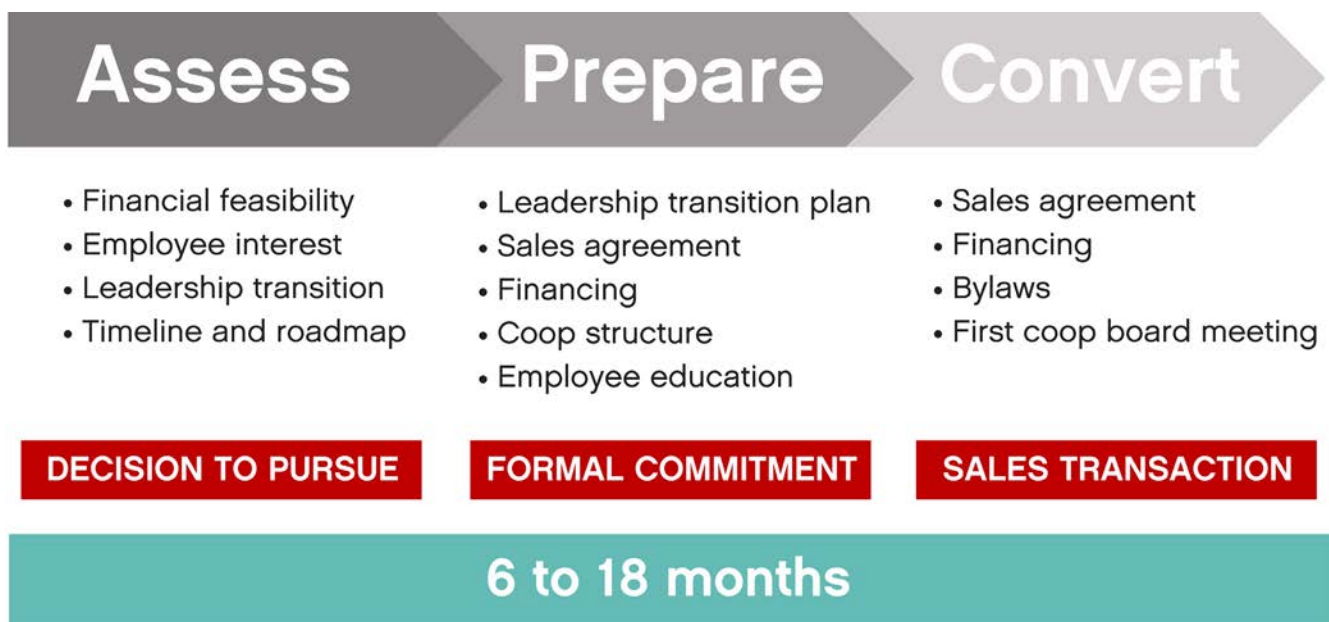 Assess
Prepare
Convert
• Financial feasibility
• Employee interest
• Leadership transition
• Timeline and roadmap
• Leadership transition plan
• Sales agreement
• Financing
• Coop structure
• Employee education
• Sales agreement
• Financing
• Bylaws
• First coop board meeting
DECISION TO PURSUE
FORMAL COMMITMENT
SALES TRANSACTION
6 to 18 months